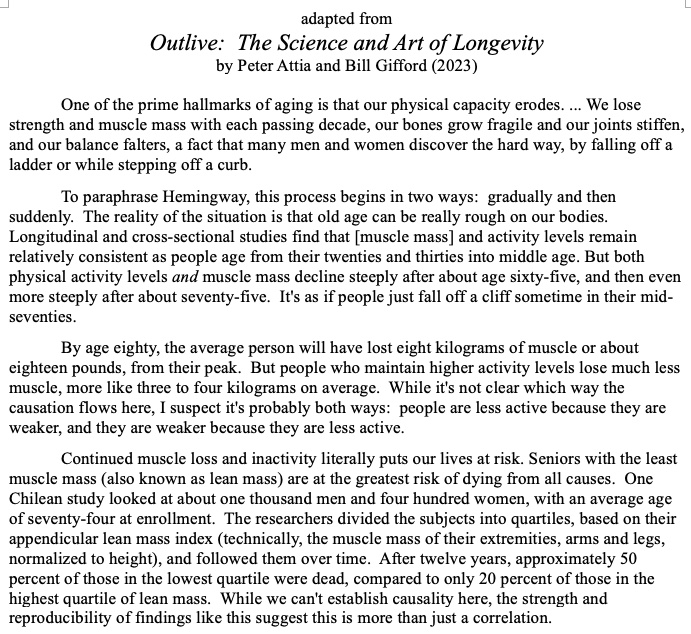 adapted from
Outlive:  The Science and Art of Longevity
by Peter Attia and Bill Gifford (2023)
One of the prime hallmarks of aging is that our physical capacity erodes. ... We lose
strength and muscle mass with each passing decade, our bones grow fragile and our joints stiffen,
and our balance falters, a fact that many men and women discover the hard way, by falling off a
ladder or while stepping off a curb.
To paraphrase Hemingway, this process begins in two ways:  gradually and then
suddenly.  The reality of the situation is that old age can be really rough on our bodies.
Longitudinal and cross-sectional studies find that [muscle mass] and activity levels remain
relatively consistent as people age from their twenties and thirties into middle age. But both
physical activity levels and muscle mass decline steeply after about age sixty-five, and then even
more steeply after about seventy-five.  It's as if people just fall off a cliff sometime in their mid-
seventies.
By age eighty, the average person will have lost eight kilograms of muscle or about
eighteen pounds, from their peak.  But people who maintain higher activity levels lose much less
muscle, more like three to four kilograms on average.  While it's not clear which way the
causation flows here, I suspect it's probably both ways:  people are less active because they are
weaker, and they are weaker because they are less active.
Continued muscle loss and inactivity literally puts our lives at risk. Seniors with the least
muscle mass (also known as lean mass) are at the greatest risk of dying from all causes.  One
Chilean study looked at about one thousand men and four hundred women, with an average age
of seventy-four at enrollment.  The researchers divided the subjects into quartiles, based on their
appendicular lean mass index (technically, the muscle mass of their extremities, arms and legs,
normalized to height), and followed them over time.  After twelve years, approximately 50
percent of those in the lowest quartile were dead, compared to only 20 percent of those in the
highest quartile of lean mass.  While we can't establish causality here, the strength and
reproducibility of findings like this suggest this is more than just a correlation.